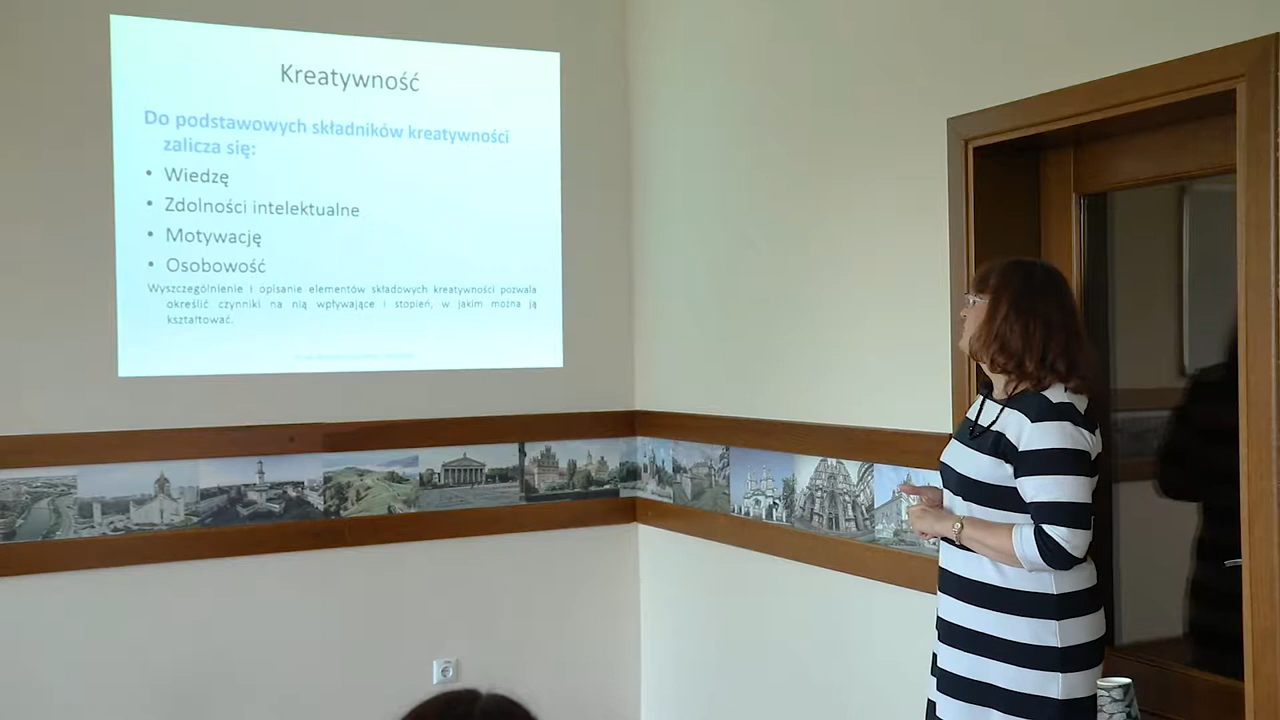 Kreatywność
Do podstawowych składników kreatywności
zalicza się:
• Wiedzę
• Zdolności intelektualne
• Motywację
• Osobowość
Wyszczególnienie i opisanie elementów składowych kreatywności pozwala
określić czynniki na nią wpływające i stopień, w jakim można ją
kształtować.